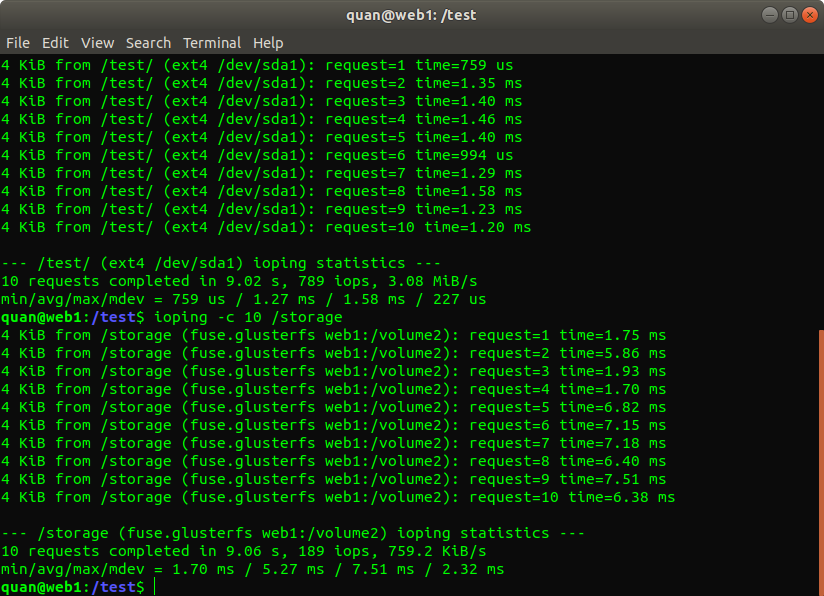 quan@web1: /test
File Edit View Search Terminal Help
4 KiB from /test/ (ext4 /dev/sda1): request=1 time=759 us
4 KiB from /test/ (ext4 /dev/sda1): request=2 time=1.35 ms
4 KiB from /test/ (ext4 /dev/sda1): request=3 time=1.40 ms
4 KiB from /test/ (ext4 /dev/sda1): request=4 time=1.46 ms
4 KiB from /test/ (ext4 /dev/sda1): request=5 time=1.40 ms
4 KiB from /test/ (ext4 /dev/sda1): request=6 time=994 us
4 KiB from /test/ (ext4 /dev/sda1): request=7 time=1.29 ms
4 KiB from /test/ (ext4 /dev/sda1): request=8 time=1.58 ms
4 KiB from /test/ (ext4 /dev/sda1): request=9 time=1.23 ms
4 KiB from /test/ (ext4 /dev/sda1): request=10 time=1.20 ms
--- /test/ (ext4 /dev/sda1) ioping statistics ---
10 requests completed in 9.02 s, 789 iops, 3.08 MiB/s
min/avg/max/mdev = 759 us / 1.27 ms / 1.58 ms / 227 us
quan@web1:/test$ ioping -c 10 /storage
4 KiB from /storage (fuse.glusterfs web1:/volume2): request=1 time=1.75 ms
4 KiB from /storage (fuse.glusterfs web1:/volume2): request=2 time=5.86 ms
4 KiB from /storage (fuse.glusterfs web1:/volume2): request=3 time=1.93 ms
4 KiB from /storage (fuse.glusterfs web1:/volume2): request=4 time=1.70 ms
4 KiB from /storage (fuse.glusterfs web1:/volume2): request=5 time=6.82 ms
4 KiB from /storage (fuse.glusterfs web1:/volume2): request=6 time=7.15 ms
4 KiB from /storage (fuse.glusterfs web1:/volume2): request=7 time=7.18 ms
4 KiB from /storage (fuse.glusterfs web1:/volume2): request=8 time=6.40 ms
4 KiB from /storage (fuse.glusterfs web1:/volume2): request=9 time=7.51 ms
4 KiB from /storage (fuse.glusterfs web1:/volume2): request=10 time=6.38 ms
--- /storage (fuse.glusterfs web1:/volume2) ioping statistics ---
10 requests completed in 9.06 s, 189 iops, 759.2 KiB/s
min/avg/max/mdev = 1.70 ms / 5.27 ms / 7.51 ms / 2.32 ms
quan@web1:/test$